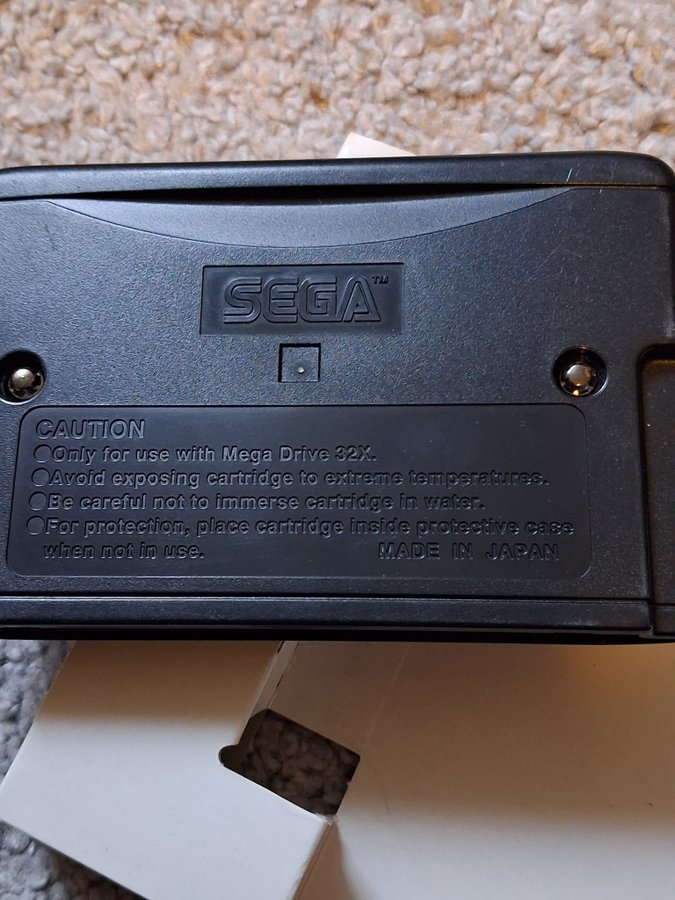 SEGA™
CAUTION
○Only for use with Mega Drive 32X.
○Avoid exposing cartridge to extreme temperatures.
○Be careful not to immerse cartridge in water.
○For protection, place cartridge inside protective case
when not in use. MADE IN JAPAN